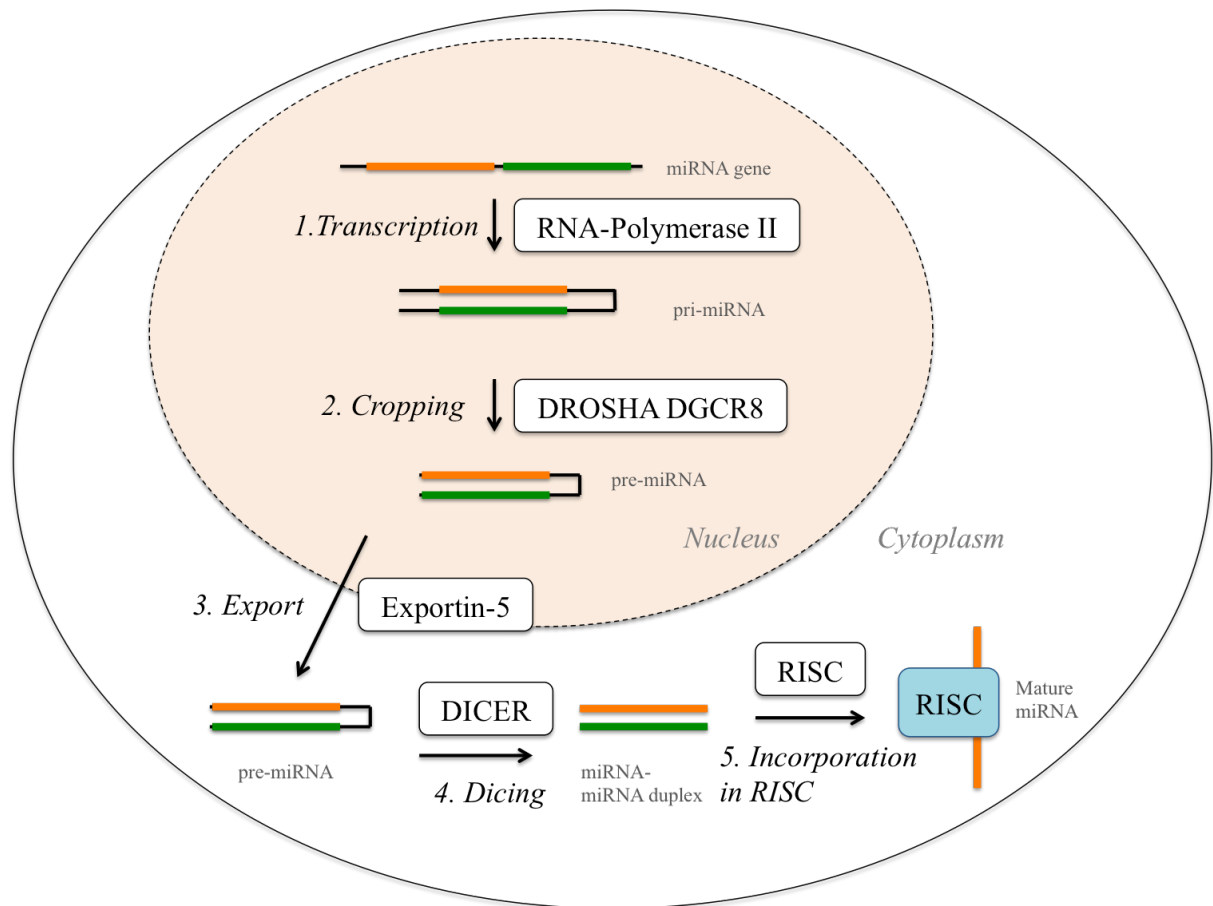 miRNA gene
1.Transcription
RNA-Polymerase II
pri-miRNA
2. Cropping
DROSHA DGCR8
pre-miRNA
Nucleus
Cytoplasm
3. Export
Exportin-5
pre-miRNA
DICER
4. Dicing
miRNA-
miRNA duplex
RISC
5. Incorporation
in RISC
RISC
Mature
miRNA